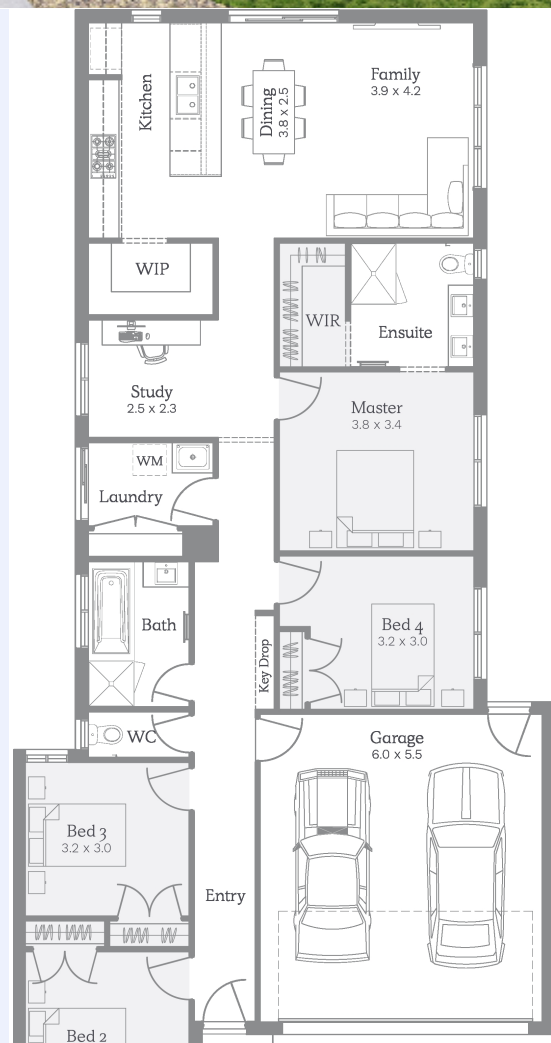 Kitchen
Dining
3.8 x 2.5
Family
3.9 x 4.2
WIP
WIR
Ensuite
Study
2.5 x 2.3
Master
3.8 x 3.4
WM
Laundry
Bath
Bed 4
3.2 x 3.0
Key Drop
WC
Garage
6.0 x 5.5
Bed 3
3.2 x 3.0
Entry
Bed 2